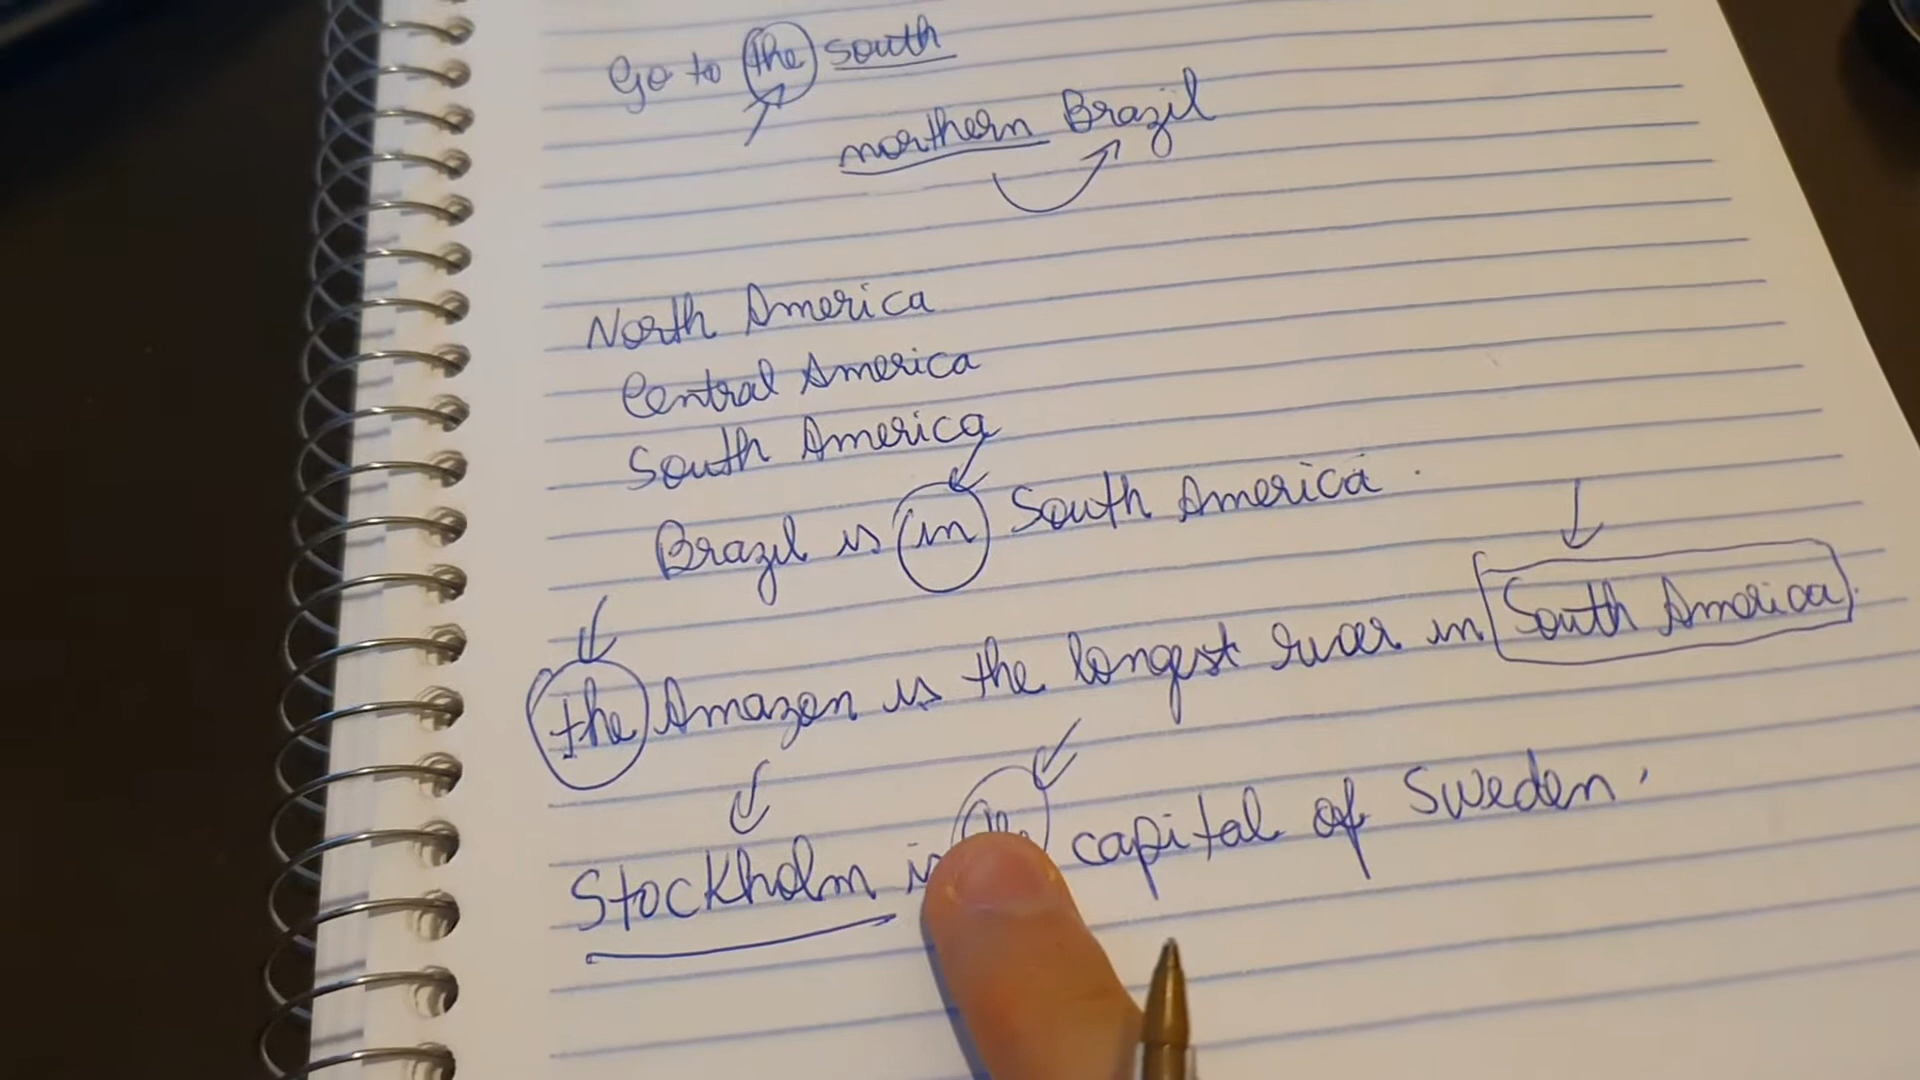 Go to the south
northern Brazil
North America
Central America
South America
Brazil is in South America.
the Amazon is the longest river in South America.
Stockholm is capital of Sweden.